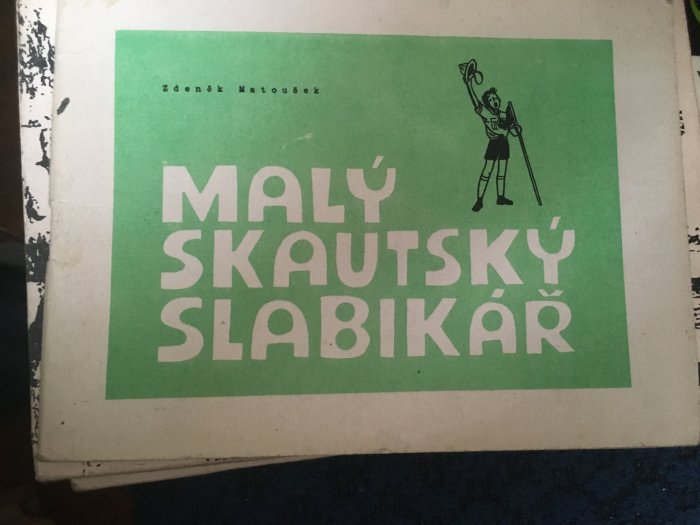 Zdeněk Matoušek
MALÝ
SKAUTSKÝ
SLABIKÁŘ